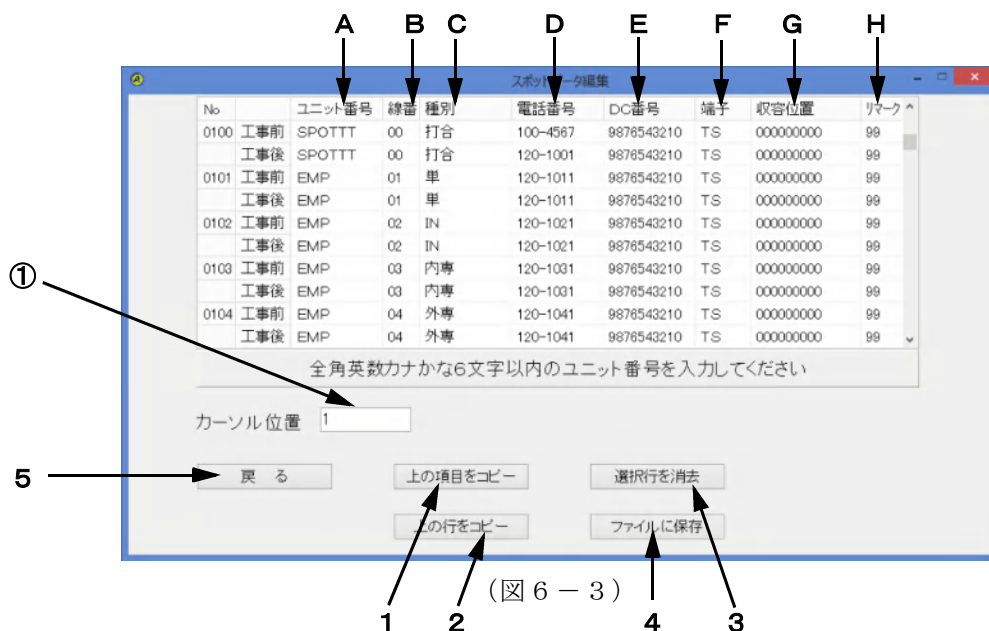 A B C D E F G H
スポットデータ編集
No ユニット番号 線番 種別 電話番号 DC番号 端子 収容位置 リマーク
0100 工事前 SPOTTT 00 打合 100-4567 9876543210 TS 000000000 99
工事後 SPOTTT 00 打合 120-1001 9876543210 TS 000000000 99
0101 工事前 EMP 01 単 120-1011 9876543210 TS 000000000 99
工事後 EMP 01 単 120-1011 9876543210 TS 000000000 99
0102 工事前 EMP 02 IN 120-1021 9876543210 TS 000000000 99
工事後 EMP 02 IN 120-1021 9876543210 TS 000000000 99
0103 工事前 EMP 03 内専 120-1031 9876543210 TS 000000000 99
工事後 EMP 03 内専 120-1031 9876543210 TS 000000000 99
0104 工事前 EMP 04 外専 120-1041 9876543210 TS 000000000 99
工事後 EMP 04 外専 120-1041 9876543210 TS 000000000 99
①
全角英数カナかな6文字以内のユニット番号を入力してください
カーソル位置 1
5 戻 る 上の項目をコピー 選択行を消去
上の行をコピー ファイルに保存
(図6-3)
1 2 4 3